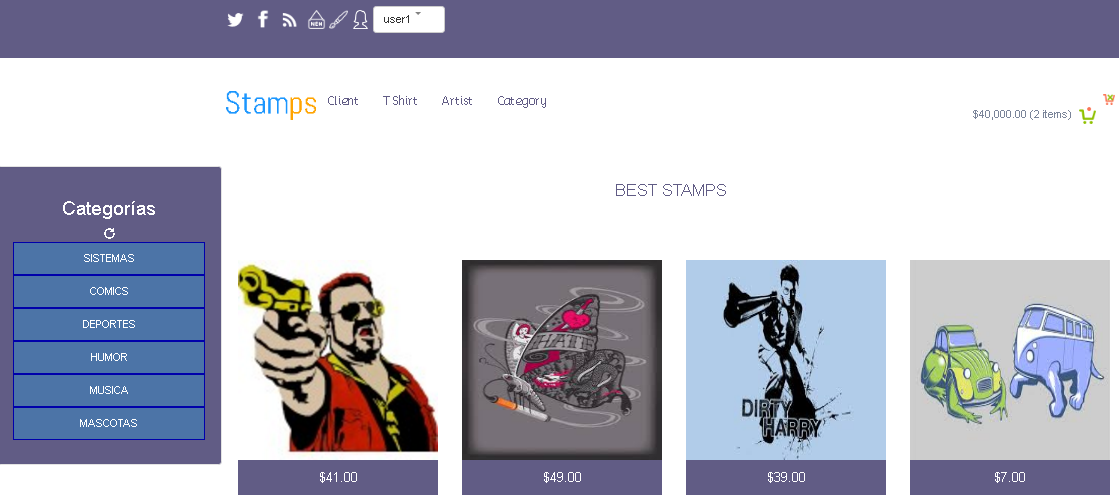 NEW
user1
Stamps
Client TShirt Artist Category
$40,000.00 (2 items)
Categorías
SISTEMAS
COMICS
DEPORTES
HUMOR
MUSICA
MASCOTAS
BEST STAMPS
HATE
DIRTY
HARRY
$41.00
$49.00
$39.00
$7.00